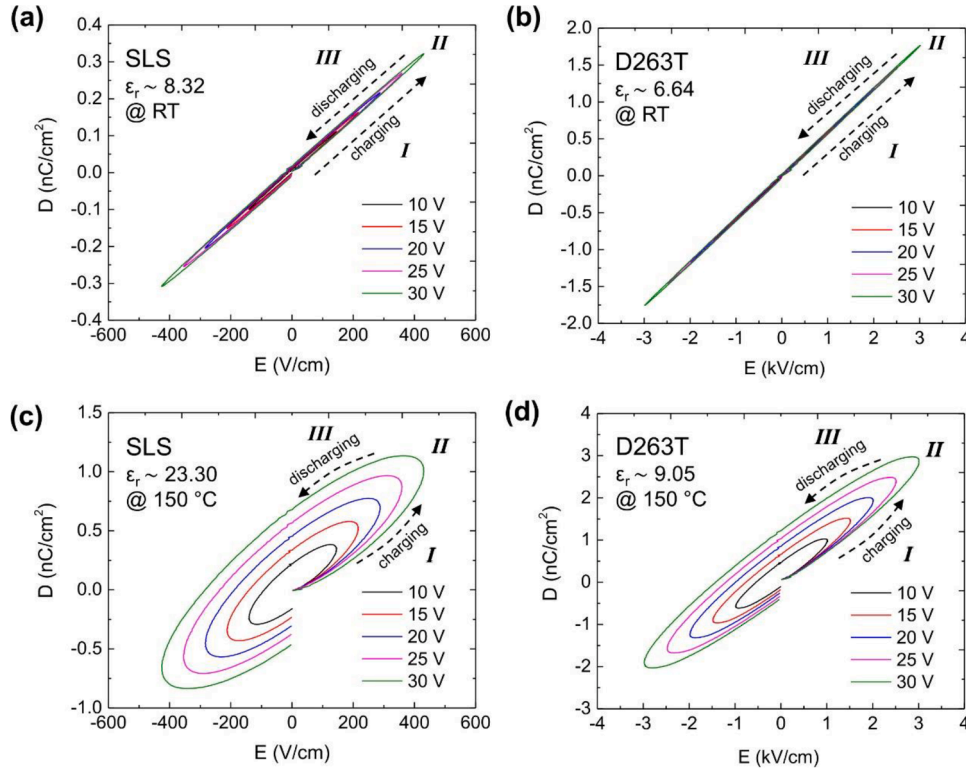 (a)
SLS
εr ~ 8.32
@ RT
III
II
discharging
charging
I
10 V
15 V
20 V
25 V
30 V
0.4
0.3
0.2
0.1
0.0
-0.1
-0.2
-0.3
-0.4
D (nC/cm²)
-600 -400 -200 0 200 400 600
E (V/cm)
(b)
D263T
εr ~ 6.64
@ RT
III
II
discharging
charging
I
10 V
15 V
20 V
25 V
30 V
2.0
1.5
1.0
0.5
0.0
-0.5
-1.0
-1.5
-2.0
D (nC/cm²)
-4 -3 -2 -1 0 1 2 3 4
E (kV/cm)
(c)
SLS
εr ~ 23.30
@ 150 °C
III
II
discharging
charging
I
10 V
15 V
20 V
25 V
30 V
1.5
1.0
0.5
0.0
-0.5
-1.0
D (nC/cm²)
-600 -400 -200 0 200 400 600
E (V/cm)
(d)
D263T
εr ~ 9.05
@ 150 °C
III
II
discharging
charging
I
10 V
15 V
20 V
25 V
30 V
4
3
2
1
0
-1
-2
-3
D (nC/cm²)
-4 -3 -2 -1 0 1 2 3 4
E (kV/cm)